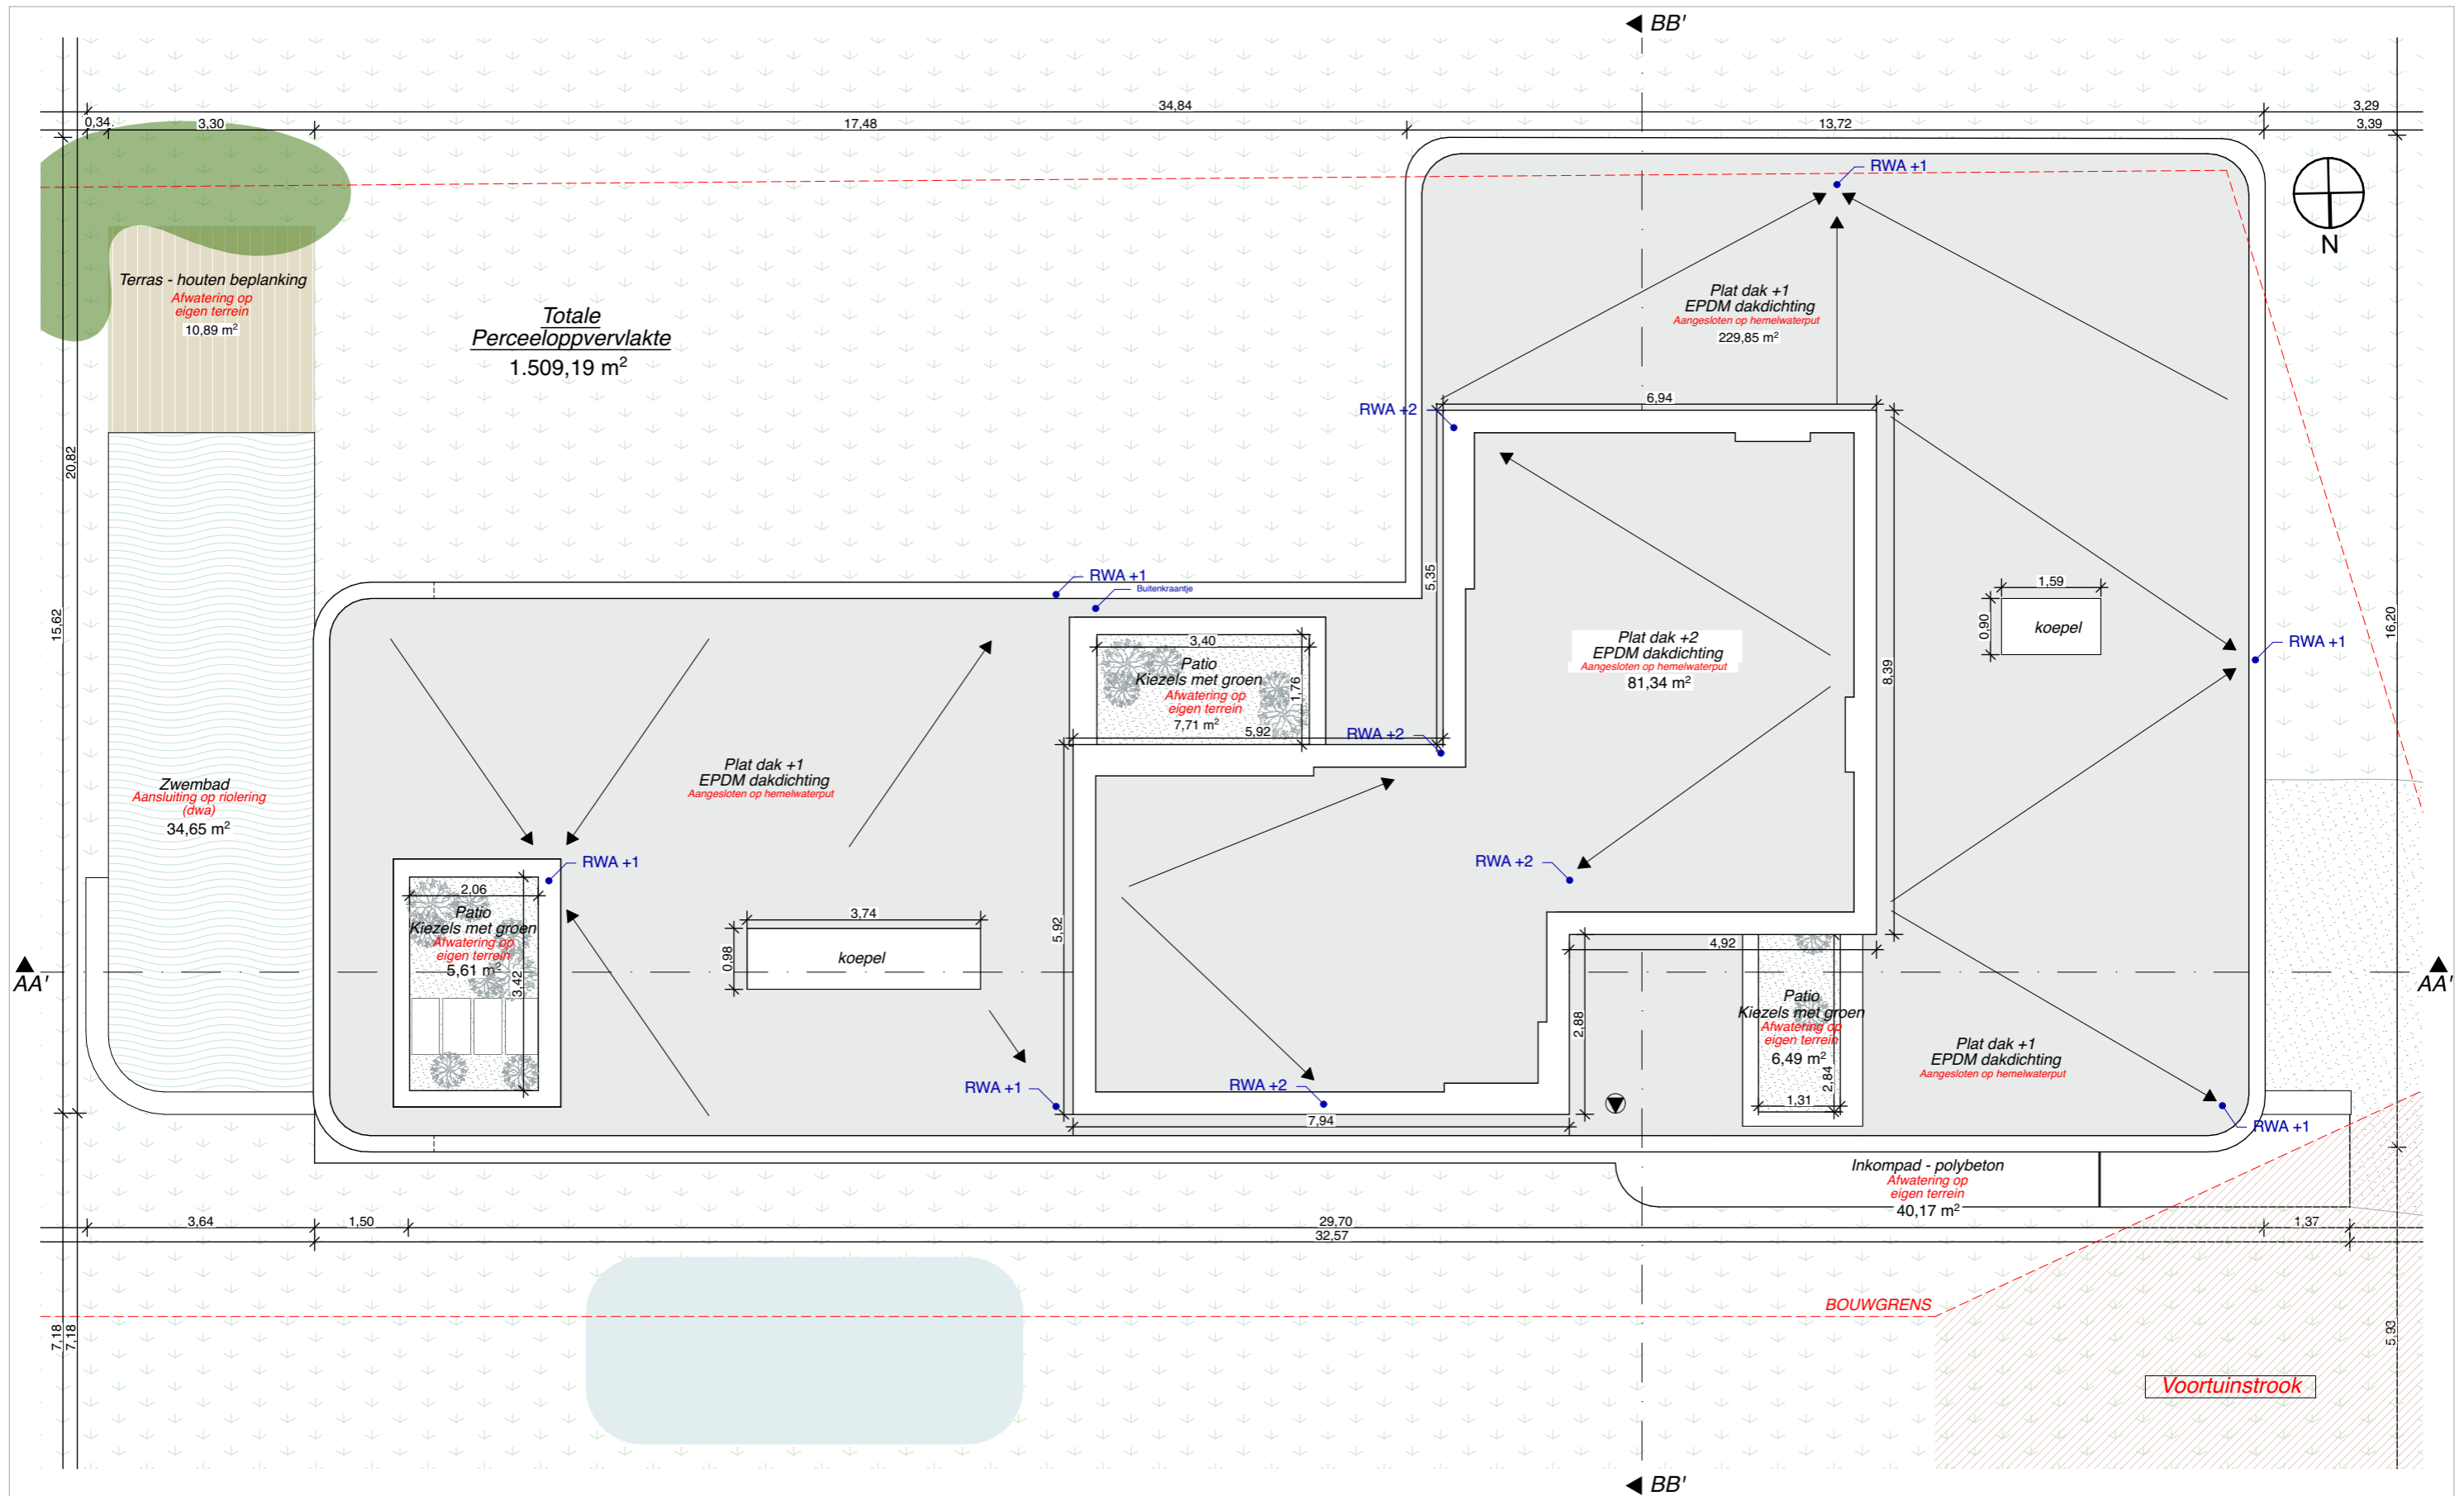 BB'
34,84
3,29
0,34
3,30
17,48
13,72
3,39
RWA +1
N
Terras - houten beplanking
Afwatering op
eigen terrein
10,89 m²
Totale
Perceeloppvervlakte
1.509,19 m²
Plat dak +1
EPDM dakdichting
Aangesloten op hemelwaterput
229,85 m²
6,94
RWA +2
20,82
15,62
5,35
RWA +1
Buitenkraantje
1,59
0,90
koepel
16,20
RWA +1
Plat dak +2
EPDM dakdichting
Aangesloten op hemelwaterput
81,34 m²
8,39
3,40
Patio
Kiezels met groen
Afwatering op
eigen terrein
7,71 m²
1,76
5,92
RWA +2
Plat dak +1
EPDM dakdichting
Aangesloten op hemelwaterput
Zwembad
Aansluiting op riolering
(dwa)
34,65 m²
RWA +1
RWA +2
2,06
Patio
Kiezels met groen
Afwatering op
eigen terrein
5,61 m²
3,42
3,74
0,98
koepel
5,92
4,92
AA'
AA'
2,88
Patio
Kiezels met groen
Afwatering op
eigen terrein
6,49 m²
2,84
1,31
Plat dak +1
EPDM dakdichting
Aangesloten op hemelwaterput
RWA +1
RWA +2
7,94
RWA +1
Inkompad - polybeton
Afwatering op
eigen terrein
40,17 m²
3,64
1,50
29,70
1,37
32,57
BOUWGRENS
7,18
7,18
5,93
Voortuinstrook
BB'